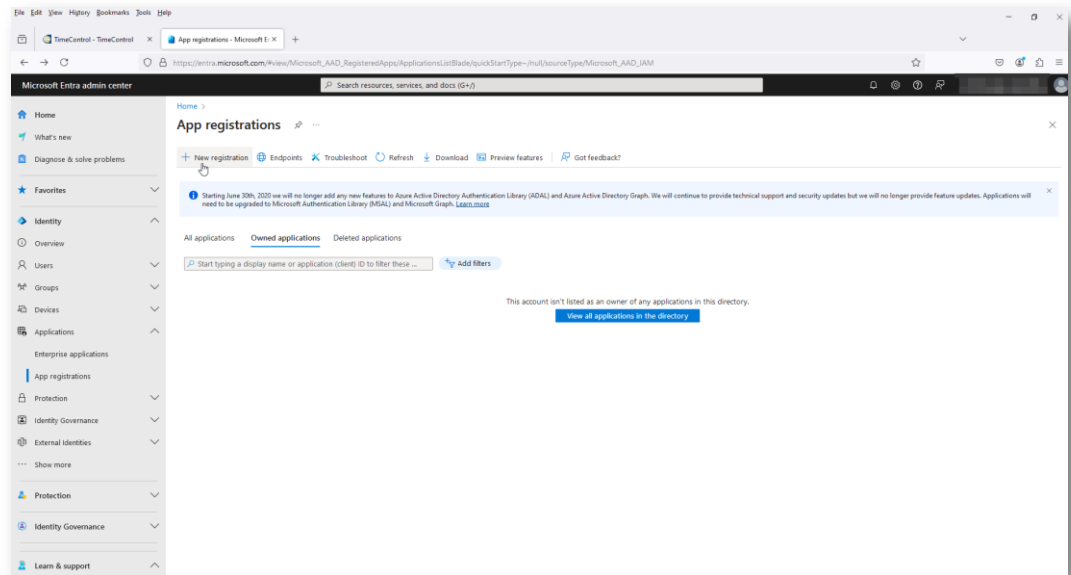 File Edit View History Bookmarks Tools Help
TimeControl - TimeControl
App registrations - Microsoft E
https://entra.microsoft.com/#view/Microsoft_AAD_RegisteredApps/ApplicationsListBlade/quickStartType~/null/sourceType/Microsoft_AAD_IAM
Microsoft Entra admin center
Search resources, services, and docs (G+/)
Home
What's new
Diagnose & solve problems
Favorites
Identity
Overview
Users
Groups
Devices
Applications
Enterprise applications
App registrations
Protection
Identity Governance
External Identities
Show more
Protection
Identity Governance
Learn & support
Home >
App registrations
New registration Endpoints Troubleshoot Refresh Download Preview features Got feedback?
Starting June 30th, 2020 we will no longer add any new features to Azure Active Directory Authentication Library (ADAL) and Azure Active Directory Graph. We will continue to provide technical support and security updates but we will no longer provide feature updates. Applications will
need to be upgraded to Microsoft Authentication Library (MSAL) and Microsoft Graph. Learn more
All applications Owned applications Deleted applications
Start typing a display name or application (client) ID to filter these ...
Add filters
This account isn't listed as an owner of any applications in this directory.
View all applications in the directory